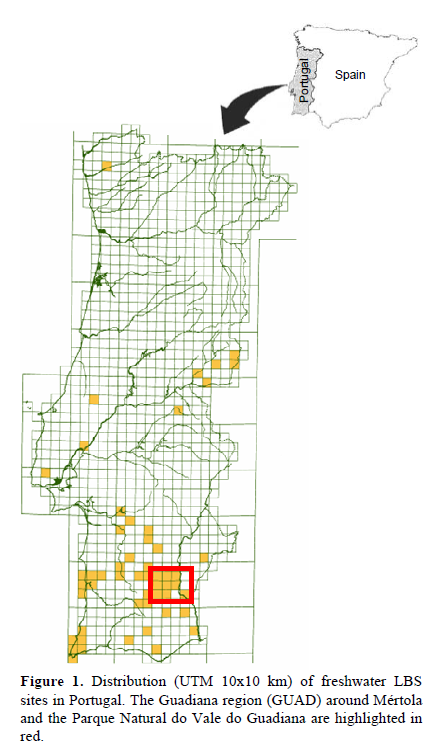 Portugal
Spain
Figure 1. Distribution (UTM 10x10 km) of freshwater LBS
sites in Portugal. The Guadiana region (GUAD) around Mértola
and the Parque Natural do Vale do Guadiana are highlighted in
red.